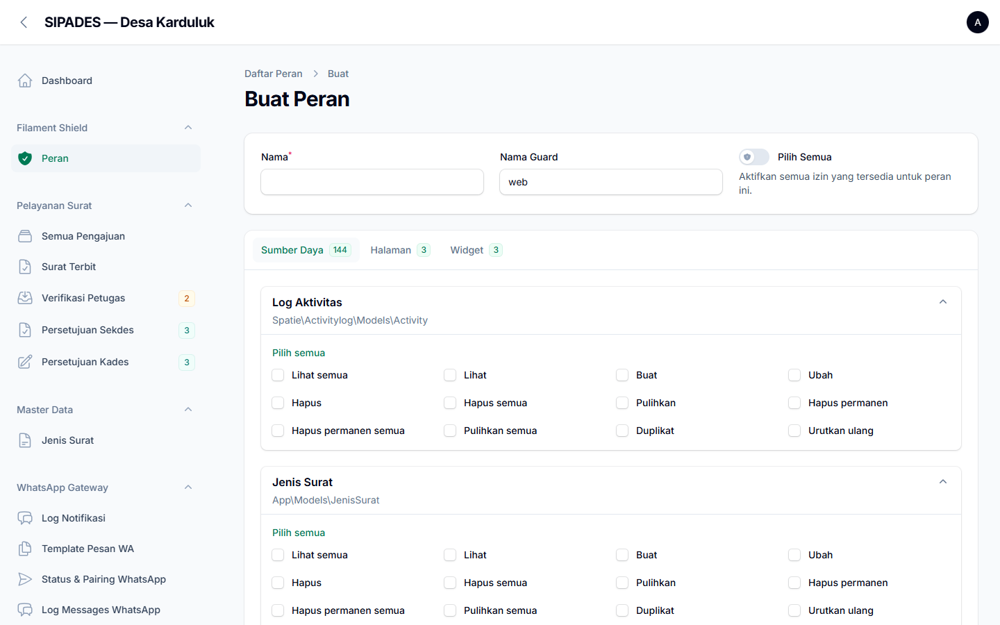 SIPADES — Desa Karduluk
A
Dashboard
Filament Shield
Peran
Pelayanan Surat
Semua Pengajuan
Surat Terbit
Verifikasi Petugas 2
Persetujuan Sekdes 3
Persetujuan Kades 3
Master Data
Jenis Surat
WhatsApp Gateway
Log Notifikasi
Template Pesan WA
Status & Pairing WhatsApp
Log Messages WhatsApp
Daftar Peran > Buat
Buat Peran
Nama*
Nama Guard
web
Pilih Semua
Aktifkan semua izin yang tersedia untuk peran
ini.
Sumber Daya 144 Halaman 3 Widget 3
Log Aktivitas
Spatie\Activitylog\Models\Activity
Pilih semua
Lihat semua Lihat Buat Ubah
Hapus Hapus semua Pulihkan Hapus permanen
Hapus permanen semua Pulihkan semua Duplikat Urutkan ulang
Jenis Surat
App\Models\JenisSurat
Pilih semua
Lihat semua Lihat Buat Ubah
Hapus Hapus semua Pulihkan Hapus permanen
Hapus permanen semua Pulihkan semua Duplikat Urutkan ulang